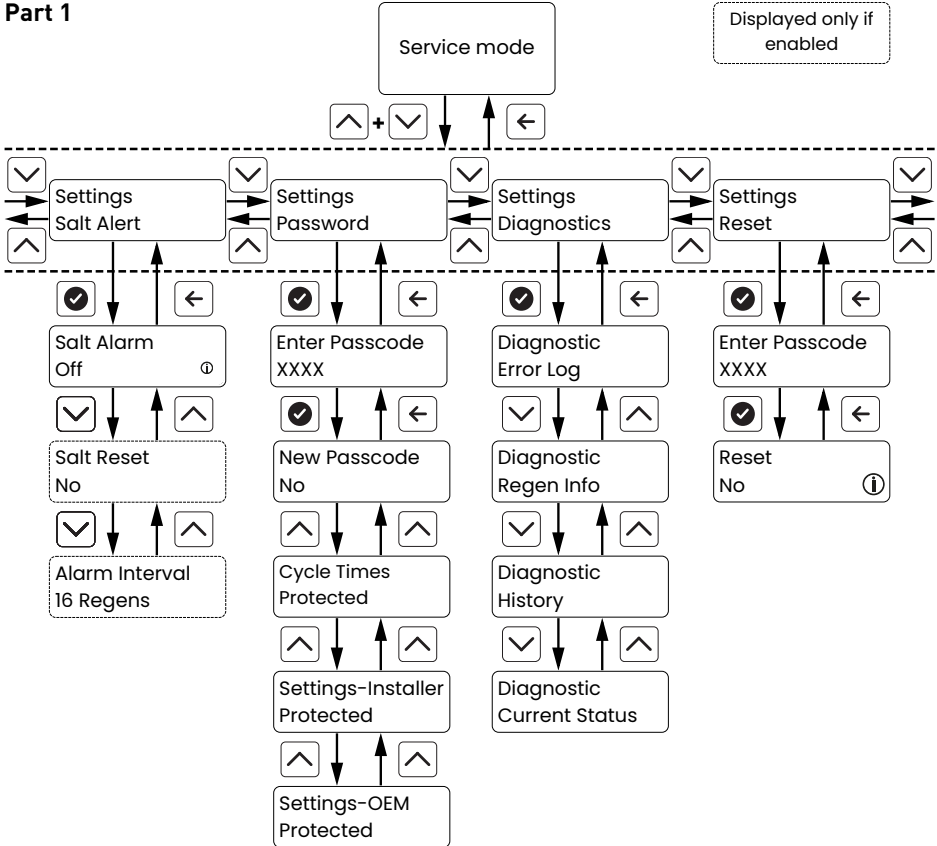 Part 1
Service mode
Displayed only if
enabled
+
Settings
Salt Alert
Settings
Password
Settings
Diagnostics
Settings
Reset
Salt Alarm
Off
Enter Passcode
XXXX
Diagnostic
Error Log
Enter Passcode
XXXX
Salt Reset
No
New Passcode
No
Diagnostic
Regen Info
Reset
No
Alarm Interval
16 Regens
Cycle Times
Protected
Diagnostic
History
Settings-Installer
Protected
Diagnostic
Current Status
Settings-OEM
Protected